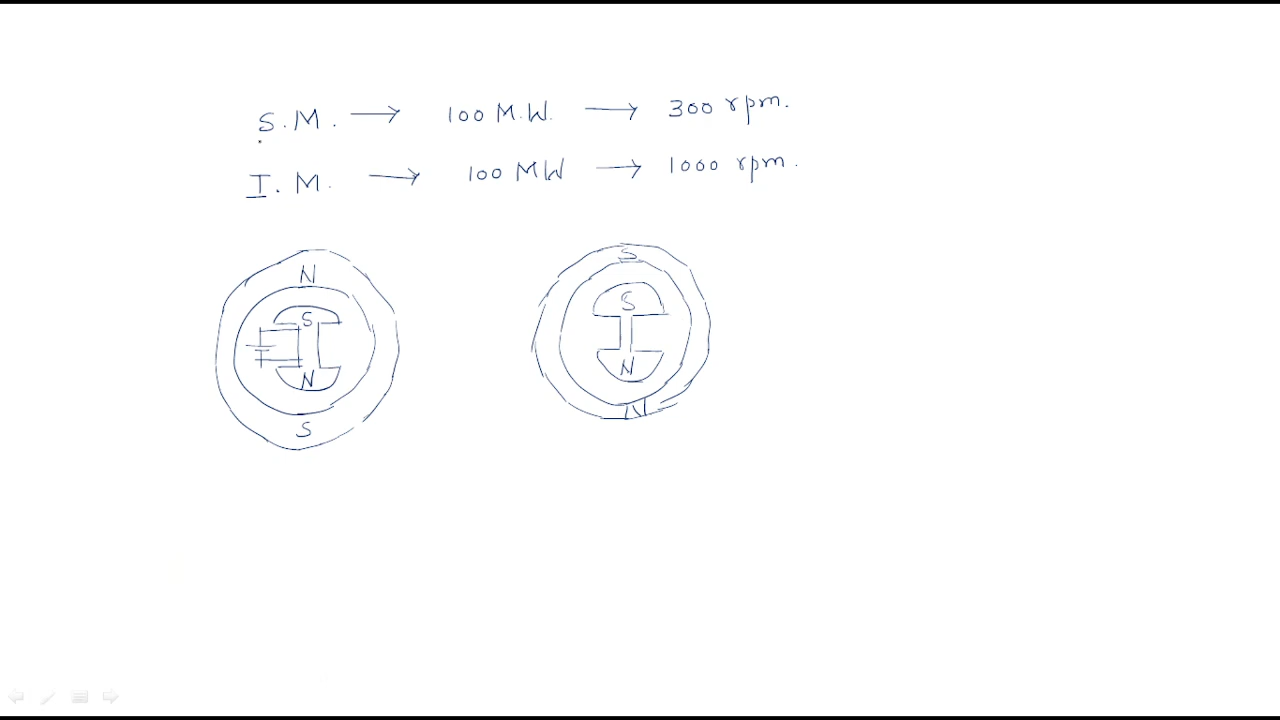 S.M. → 100 M.W. → 300 rpm.
I.M. → 100 MW → 1000 rpm.
N
S
N
S
S
S
N
N